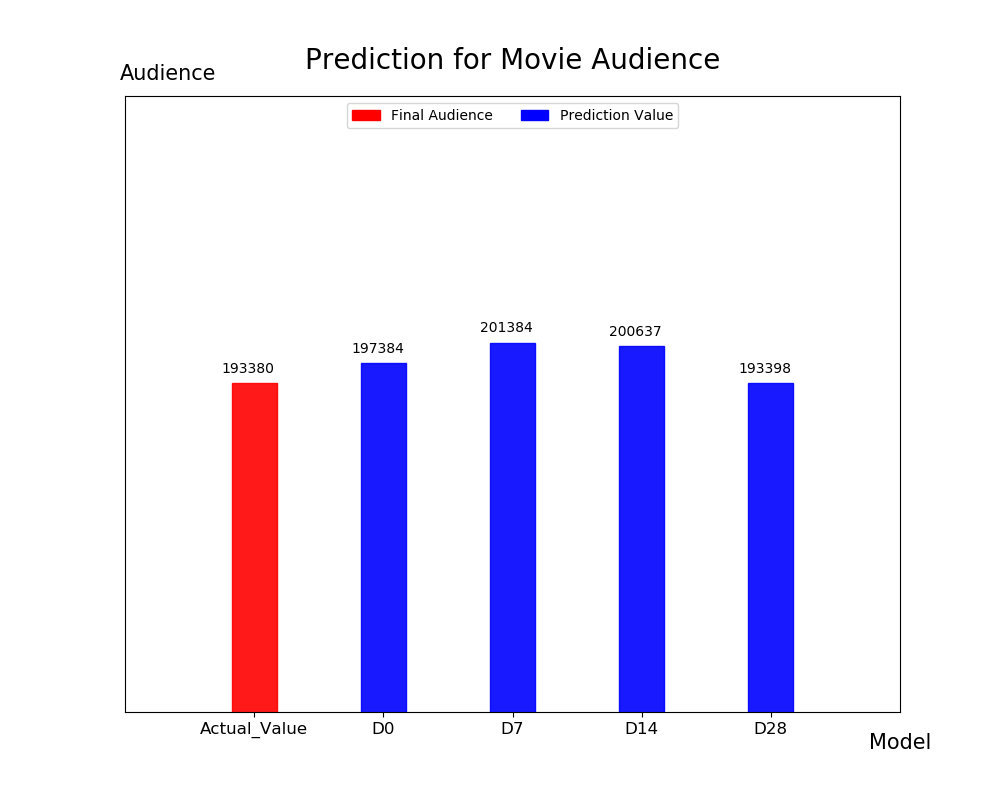 Prediction for Movie Audience
Audience
Final Audience
Prediction Value
201384
200637
197384
193380
193398
Actual_Value
D0
D7
D14
D28
Model